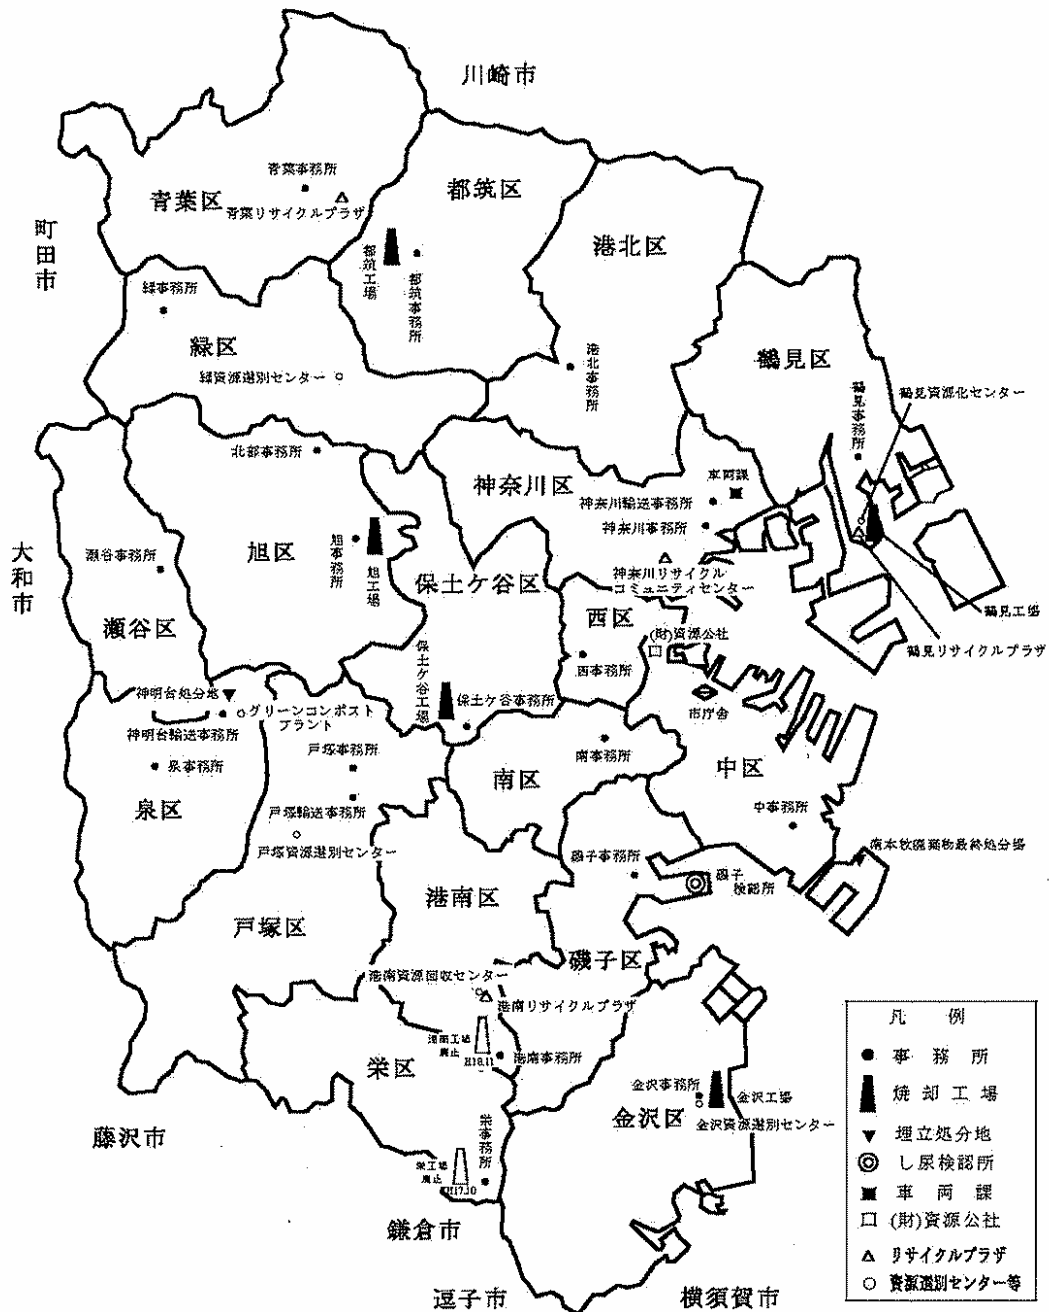 川崎市
青葉事務所
青葉区
青葉リサイクルプラザ
都筑区
町田市
都筑工場
都筑事務所
港北区
緑事務所
緑区
緑資源選別センター
港北事務所
鶴見区
鶴見資源化センター
鶴見事務所
北部事務所
神奈川区
車両課
神奈川輸送事務所
神奈川事務所
大和市
瀬谷事務所
旭区
旭事務所
旭工場
保土ケ谷区
神奈川リサイクル
コミュニティセンター
鶴見工場
鶴見リサイクルプラザ
瀬谷区
西区
(財)資源公社
西事務所
保土ケ谷工場
保土ケ谷事務所
市庁舎
神明台処分地
グリーンコンポスト
プラント
神明台輸送事務所
戸塚事務所
泉事務所
南事務所
南区
中区
泉区
戸塚輸送事務所
戸塚資源選別センター
中事務所
南本牧廃棄物最終処分場
磯子事務所
磯子
検認所
港南区
戸塚区
磯子区
港南資源回収センター
港南リサイクルプラザ
港南工場
廃止
H18.11
港南事務所
栄区
金沢事務所
金沢工場
金沢区
金沢資源選別センター
藤沢市
栄事務所
栄工場
廃止
H17.10
鎌倉市
逗子市
横須賀市
凡 例
事務所
焼却工場
埋立処分地
し尿検認所
車両課
(財)資源公社
リサイクルプラザ
資源選別センター等